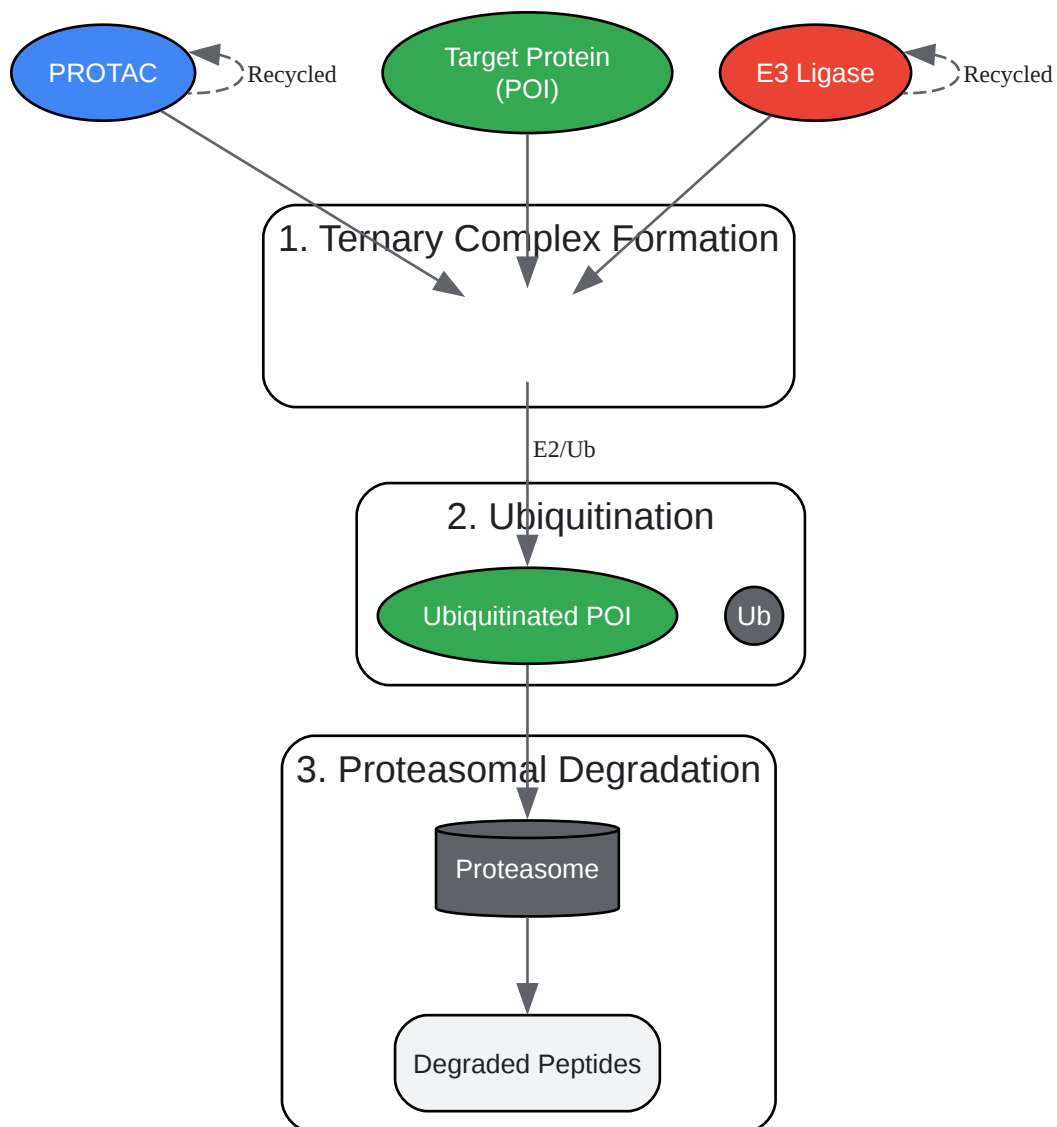 PROTAC
Recycled
Target Protein
(POI)
E3 Ligase
Recycled
1. Ternary Complex Formation
E2/Ub
2. Ubiquitination
Ubiquitinated POI
Ub
3. Proteasomal Degradation
Proteasome
Degraded Peptides